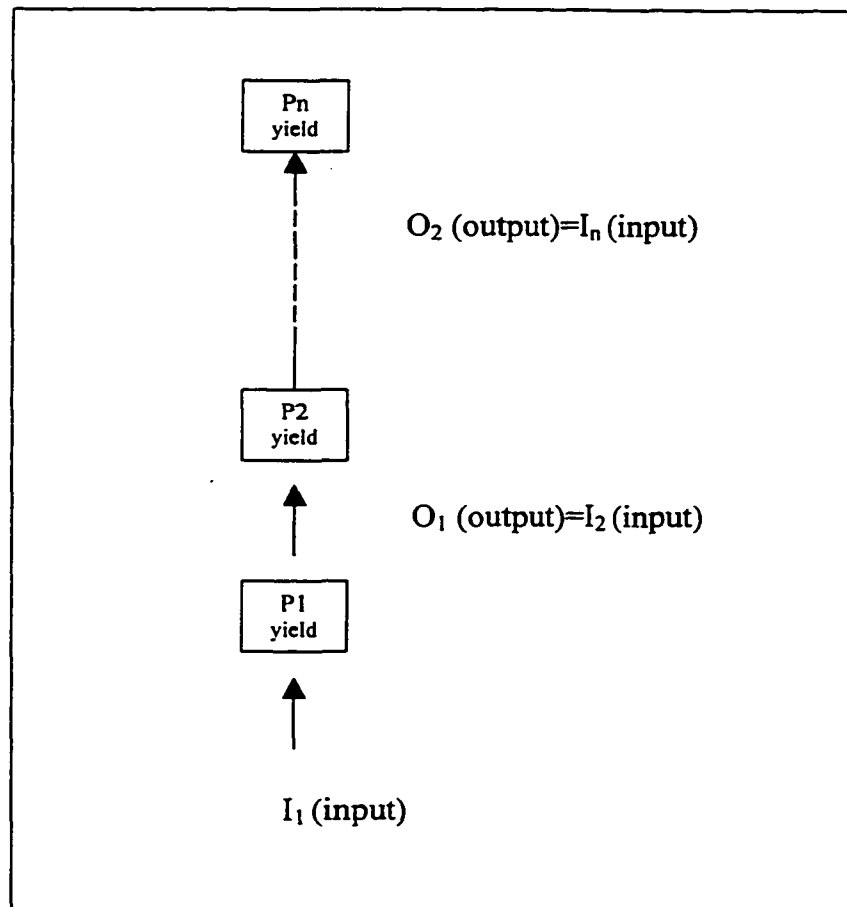 Pn
yield
O₂ (output)=Iₙ (input)
P2
yield
O₁ (output)=I₂ (input)
P1
yield
I₁ (input)